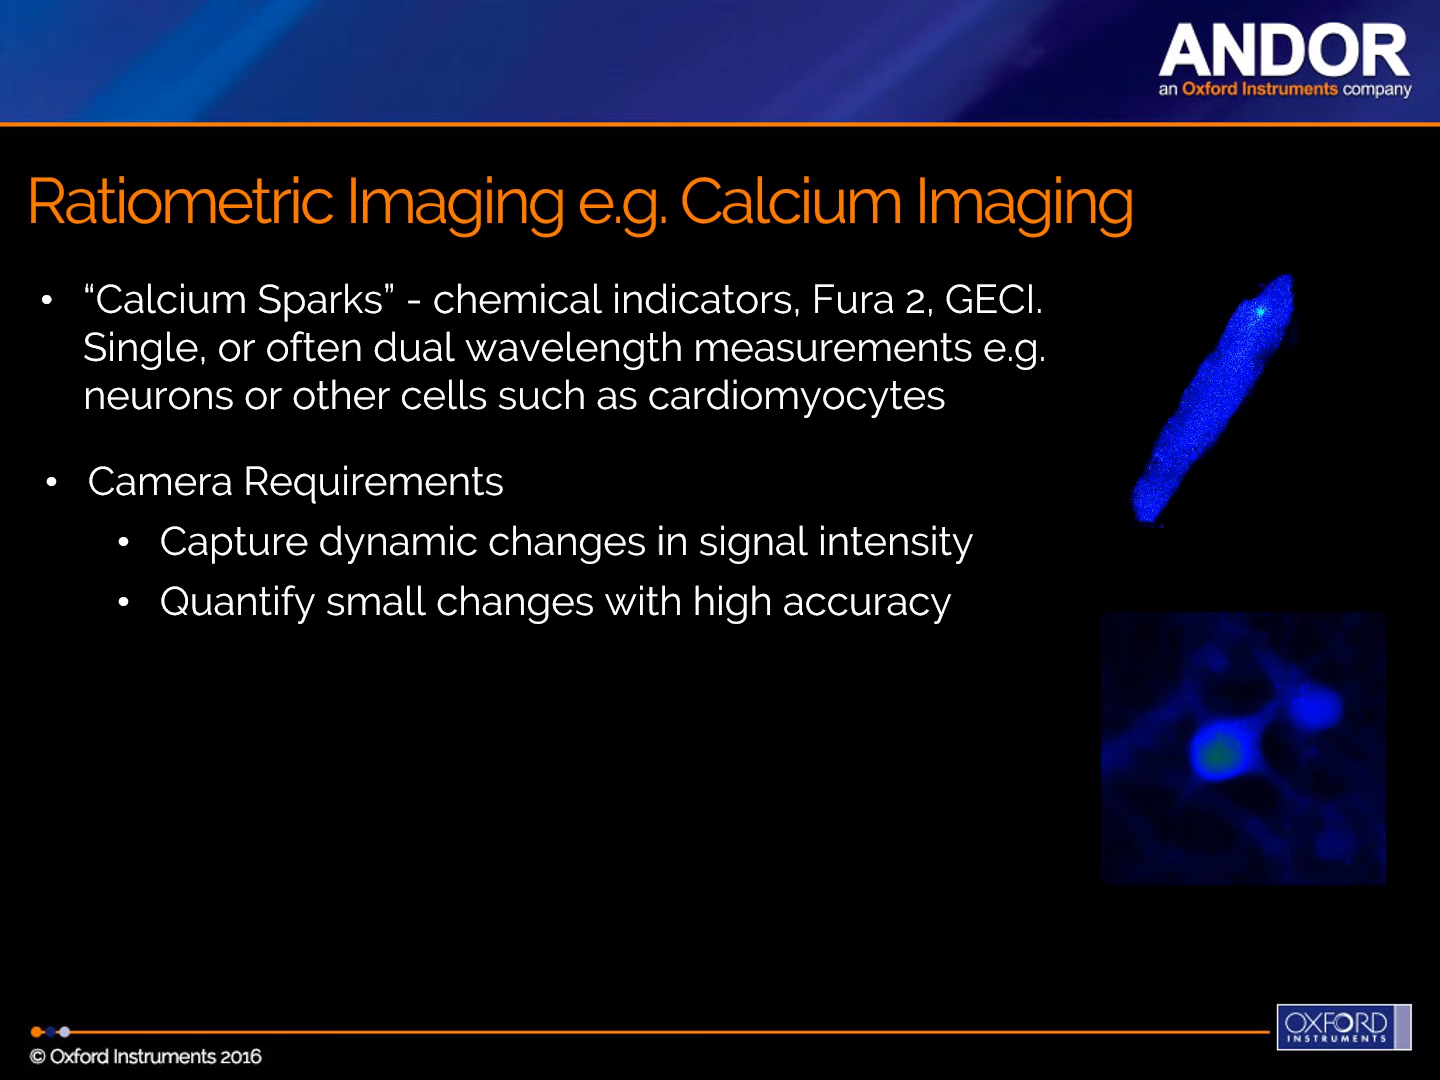 ANDOR
an Oxford Instruments company
Ratiometric Imaging e.g. Calcium Imaging
• “Calcium Sparks” - chemical indicators, Fura 2, GECI.
Single, or often dual wavelength measurements e.g.
neurons or other cells such as cardiomyocytes
• Camera Requirements
• Capture dynamic changes in signal intensity
• Quantify small changes with high accuracy
OXFORD
INSTRUMENTS
© Oxford Instruments 2016